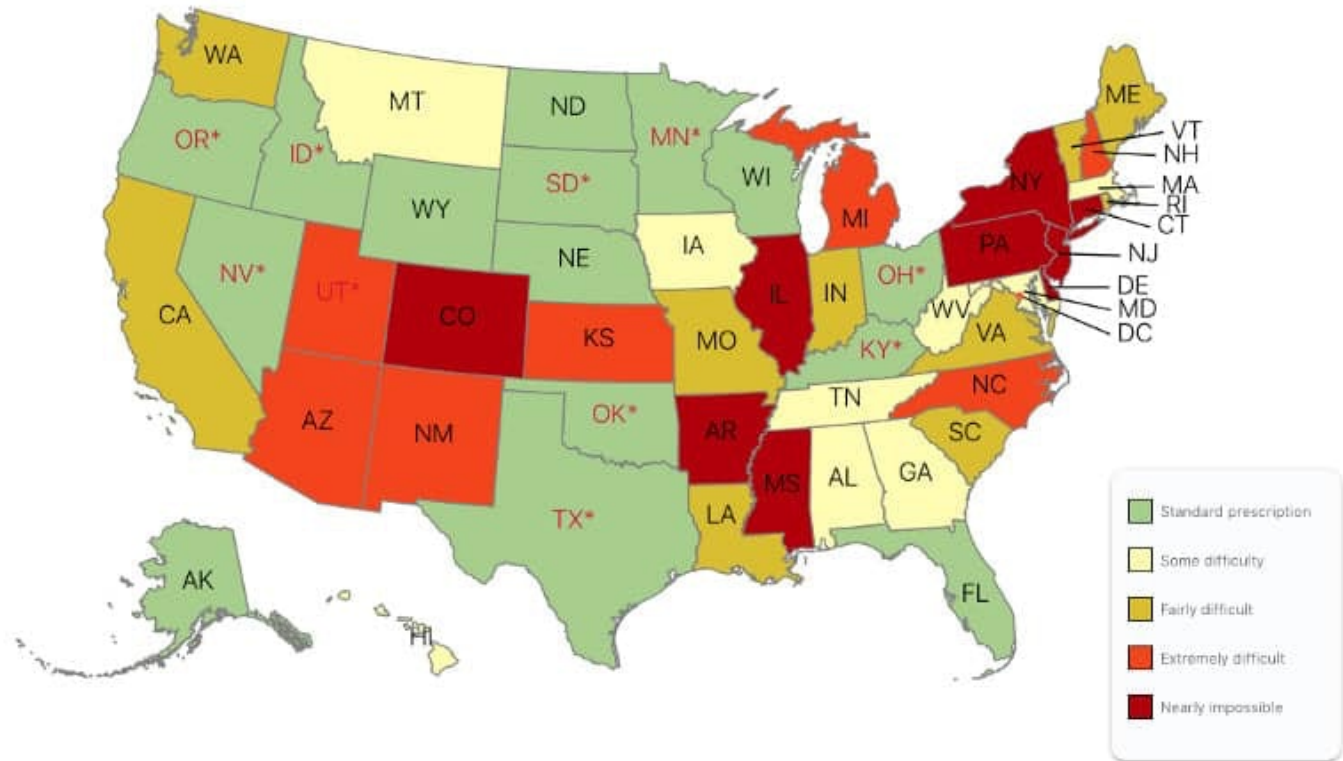 WA
MT
ND
MN*
ME
VT
NH
OR*
ID*
SD*
WI
MA
RI
CT
NY
WY
MI
IA
PA
NJ
NE
NV*
UT*
OH*
DE
IL
IN
MD
WV
DC
CA
CO
KS
MO
VA
KY*
NC
TN
AZ
NM
OK*
AR
SC
MS
AL
GA
TX*
LA
AK
FL
HI
Standard prescription
Some difficulty
Fairly difficult
Extremely difficult
Nearly impossible